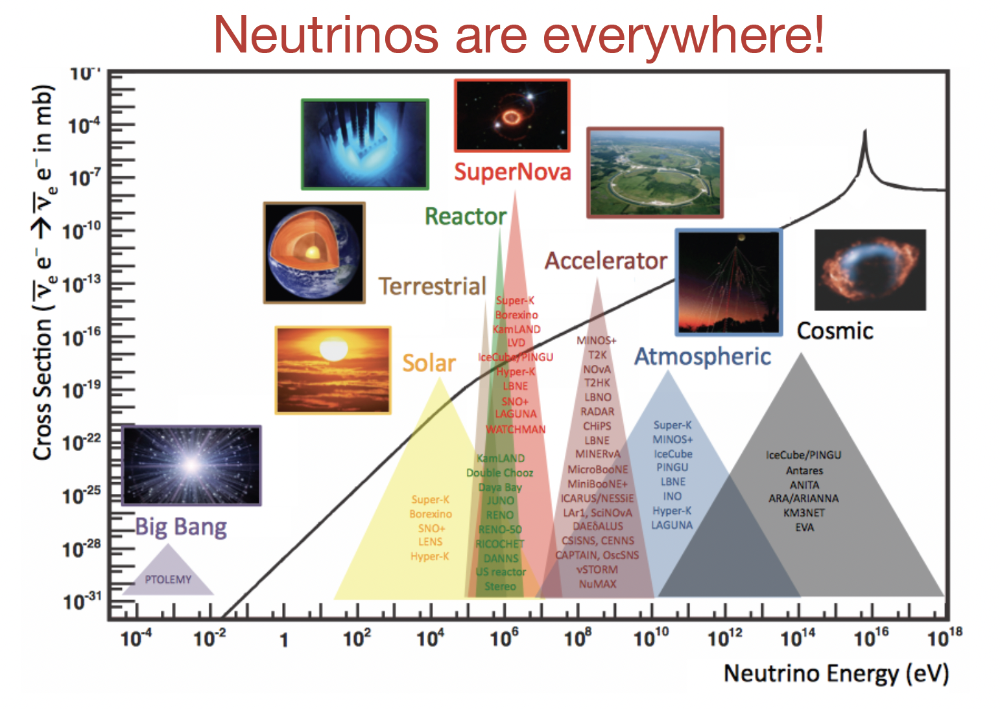 Neutrinos are everywhere!
Cross Section (ν̅e e⁻ → ν̅e e⁻ in mb)
10⁻¹
10⁻⁴
10⁻⁷
10⁻¹⁰
10⁻¹³
10⁻¹⁶
10⁻¹⁹
10⁻²²
10⁻²⁵
10⁻²⁸
10⁻³¹
Big Bang
PTOLEMY
Solar
Super-K
Borexino
SNO+
LENS
Hyper-K
Terrestrial
Reactor
KamLAND
Double Chooz
Daya Bay
JUNO
RENO
RENO-50
RICOCHET
DANNS
US reactor
Stereo
SuperNova
Super-K
Borexino
KamLAND
LVD
IceCube/PINGU
Hyper-K
LBNE
SNO+
LAGUNA
WATCHMAN
Accelerator
MINOS+
T2K
NOvA
T2HK
LBNO
RADAR
CHiPS
LBNE
MINERvA
MicroBooNE
MiniBooNE+
ICARUS/NESSiE
LAr1, SciNOvA
DAEδALUS
CSISNS, CENNS
CAPTAIN, OscSNS
νSTORM
NuMAX
Atmospheric
Super-K
MINOS+
IceCube
PINGU
LBNE
INO
Hyper-K
LAGUNA
Cosmic
IceCube/PINGU
Antares
ANITA
ARA/ARIANNA
KM3NET
EVA
10⁻⁴ 10⁻² 1 10² 10⁴ 10⁶ 10⁸ 10¹⁰ 10¹² 10¹⁴ 10¹⁶ 10¹⁸
Neutrino Energy (eV)